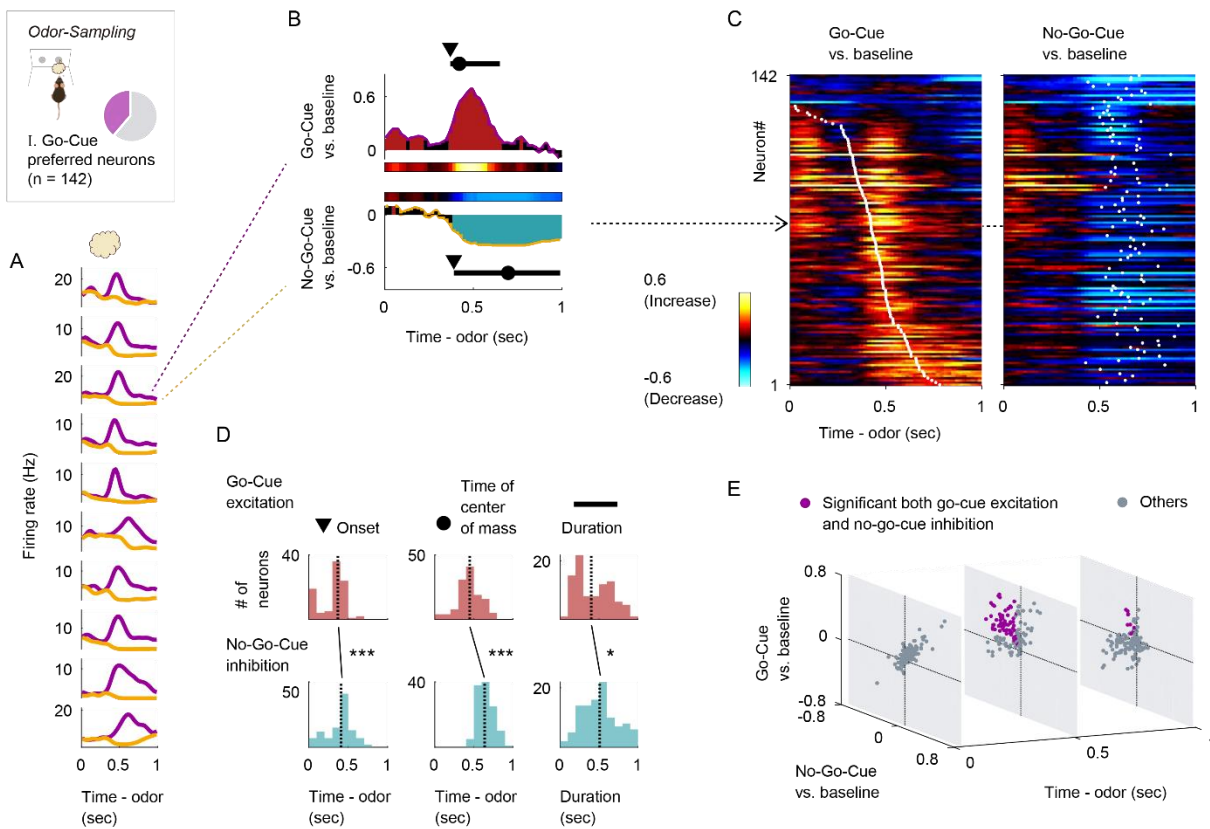 Odor-Sampling
I. Go-Cue
preferred neurons
(n = 142)
A
20
10
20
10
10
10
10
10
10
20
Firing rate (Hz)
0 0.5 1
Time - odor
(sec)
B
Go-Cue
vs. baseline
0.6
0
No-Go-Cue
vs. baseline
0
-0.6
0 0.5 1
Time - odor (sec)
C
Go-Cue
vs. baseline
No-Go-Cue
vs. baseline
142
Neuron#
1
0.6
(Increase)
-0.6
(Decrease)
0 0.5 1
0 0.5 1
Time - odor (sec)
D
Go-Cue
excitation
Onset
Time of
center
of mass
Duration
# of
neurons
40
50
20
No-Go-Cue
inhibition
***
***
*
50
40
20
0 0.5 1
0 0.5 1
0 0.5 1
Time - odor
(sec)
Time - odor
(sec)
Duration
(sec)
E
Significant both go-cue excitation
and no-go-cue inhibition
Others
Go-Cue
vs. baseline
0.8
0
-0.8
-0.8
0
0.8
No-Go-Cue
vs. baseline
0
0.5
Time - odor (sec)